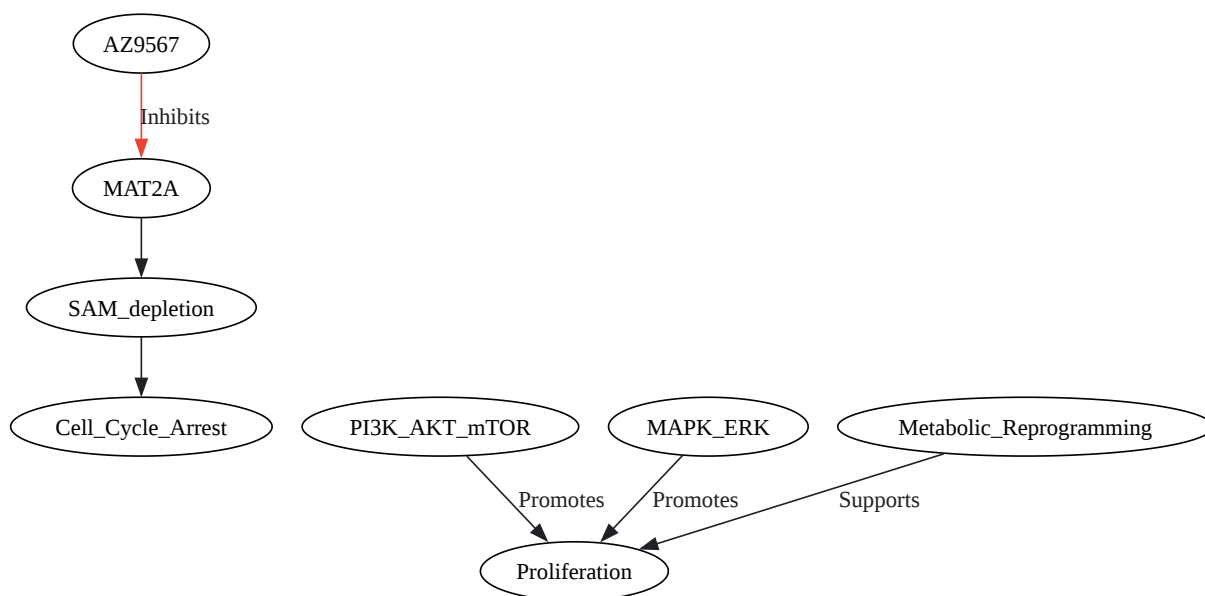 AZ9567
Inhibits
MAT2A
SAM_depletion
Cell_Cycle_Arrest
PI3K_AKT_mTOR
MAPK_ERK
Metabolic_Reprogramming
Promotes
Promotes
Supports
Proliferation